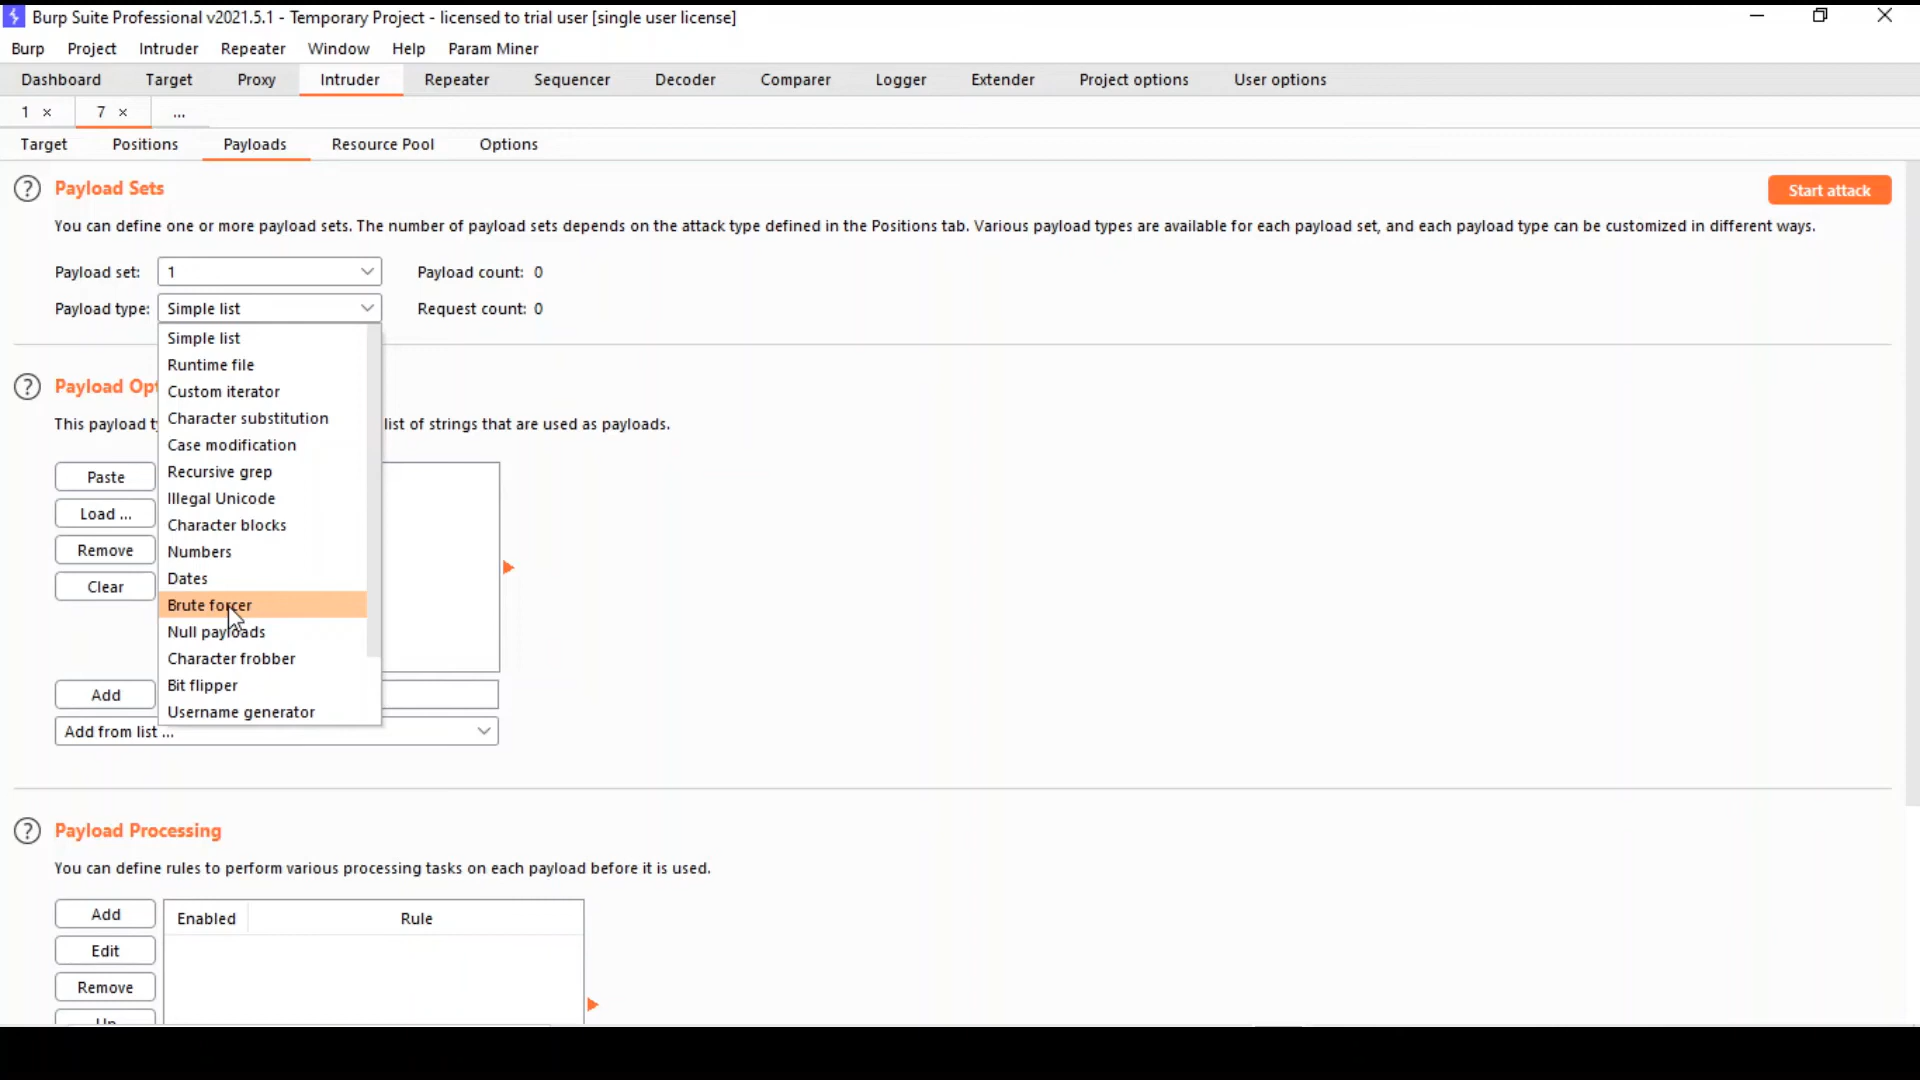 Burp Suite Professional v2021.5.1 - Temporary Project - licensed to trial user [single user license]
Burp Project Intruder Repeater Window Help Param Miner
Dashboard Target Proxy Intruder Repeater Sequencer Decoder Comparer Logger Extender Project options User options
1 × 7 × ...
Target Positions Payloads Resource Pool Options
? Payload Sets
Start attack
You can define one or more payload sets. The number of payload sets depends on the attack type defined in the Positions tab. Various payload types are available for each payload set, and each payload type can be customized in different ways.
Payload set: 1 Payload count: 0
Payload type: Simple list Request count: 0
Simple list
Runtime file
Custom iterator
Character substitution
Case modification
Recursive grep
Illegal Unicode
Character blocks
Numbers
Dates
Brute forcer
Null payloads
Character frobber
Bit flipper
Username generator
? Payload Opt
This payload t list of strings that are used as payloads.
Paste
Load ...
Remove
Clear
Add
Add from list ...
? Payload Processing
You can define rules to perform various processing tasks on each payload before it is used.
Add Enabled Rule
Edit
Remove
Up